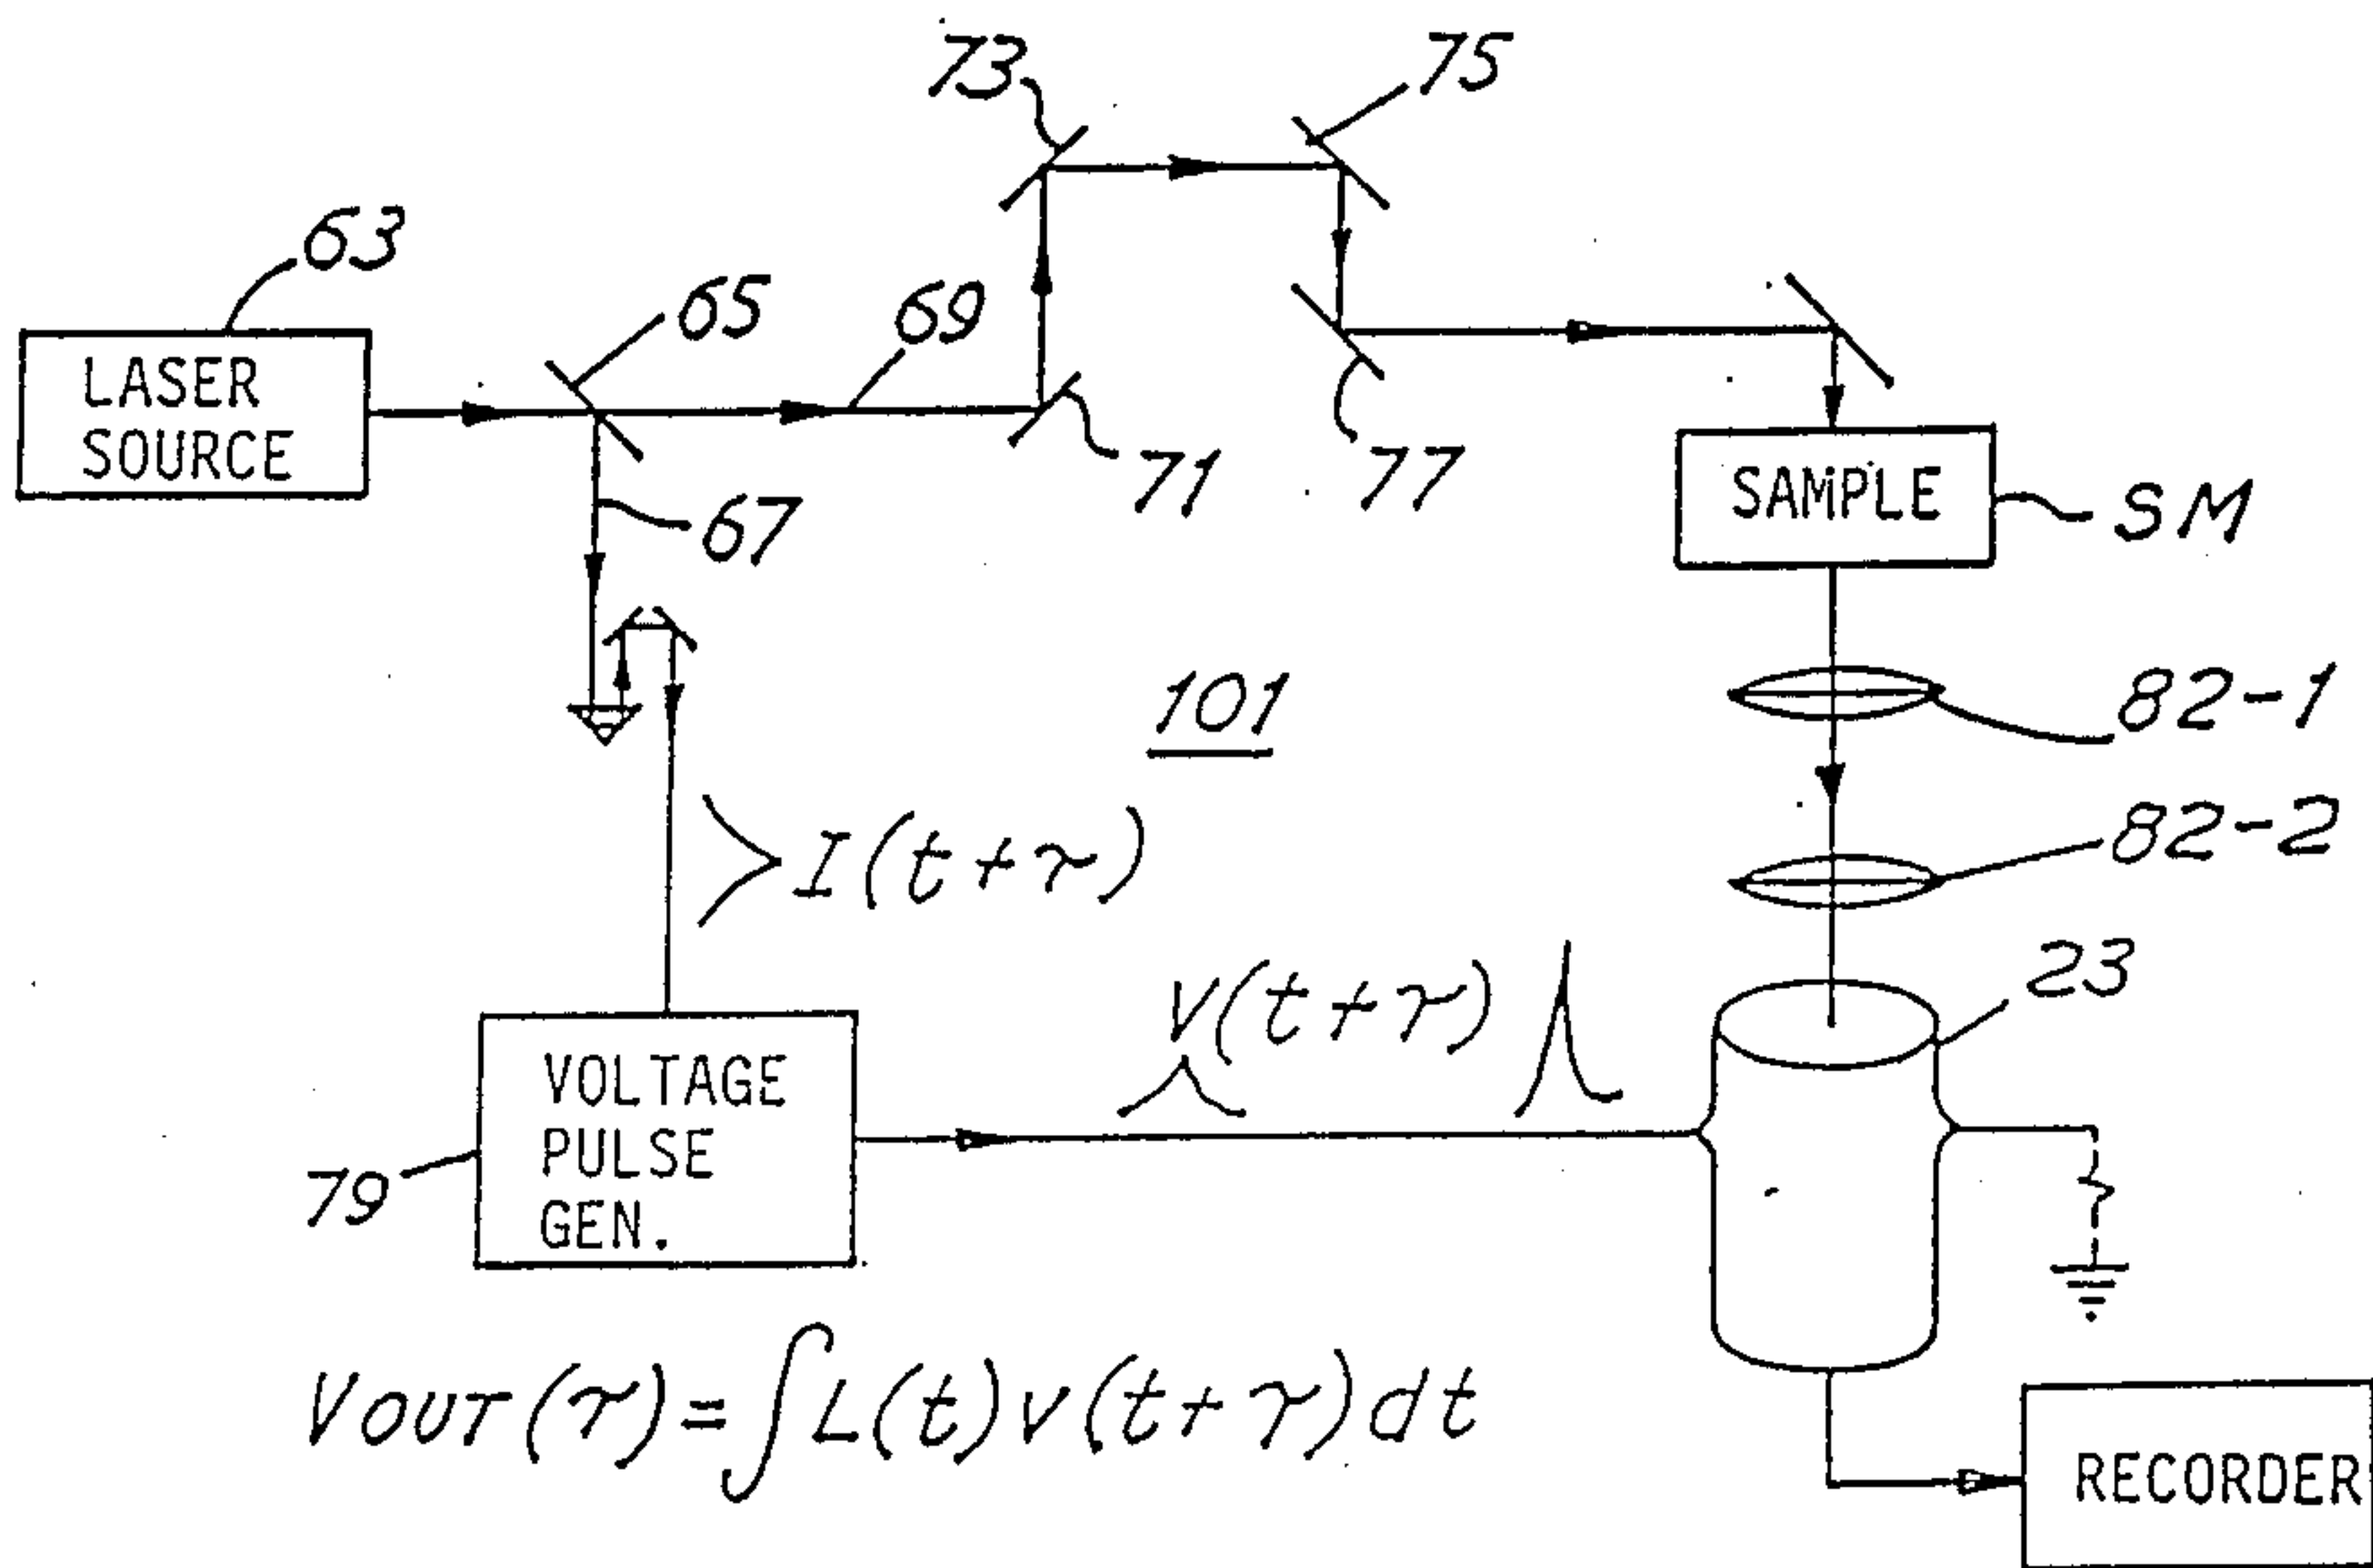 73
75
63
65
69
LASER
SOURCE
71
77
SAMPLE
SM
67
101
82-1
82-2
I(t+τ)
V(t+τ)
23
VOLTAGE
PULSE
GEN.
79
VOUT(τ)=∫L(t)v(t+τ)dt
RECORDER